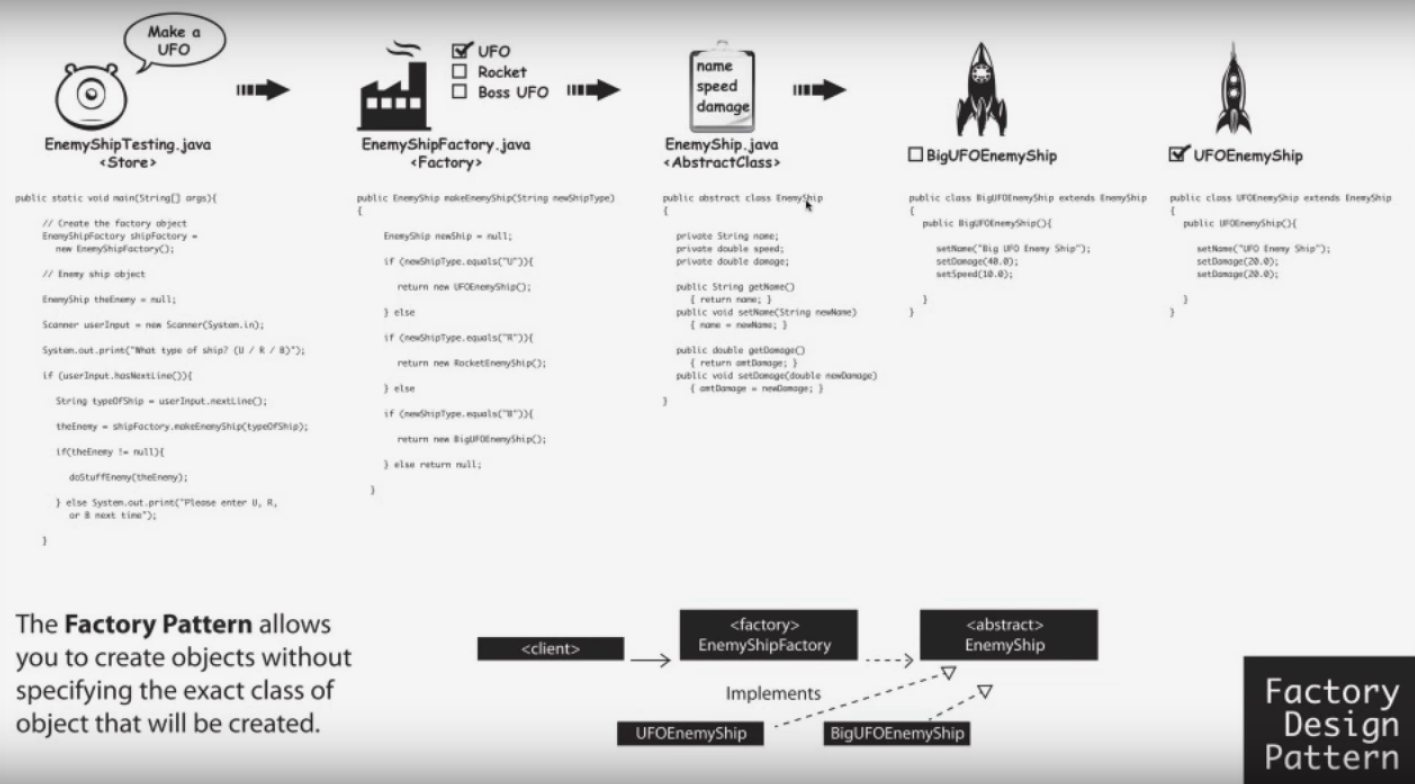 Make a
UFO
EnemyShipTesting.java
<Store>
public static void main(String[] args){
// Create the factory object
EnemyShipFactory shipFactory =
new EnemyShipFactory();
// Enemy ship object
EnemyShip theEnemy = null;
Scanner userInput = new Scanner(System.in);
System.out.print("What type of ship? (U / R / B)");
if (userInput.hasNextLine()){
String typeOfShip = userInput.nextLine();
theEnemy = shipFactory.makeEnemyShip(typeOfShip);
if(theEnemy != null){
doStuffEnemy(theEnemy);
} else System.out.print("Please enter U, R,
or B next time");
}
UFO
Rocket
Boss UFO
EnemyShipFactory.java
<Factory>
public EnemyShip makeEnemyShip(String newShipType)
{
EnemyShip newShip = null;
if (newShipType.equals("U")){
return new UFOEnemyShip();
} else
if (newShipType.equals("R")){
return new RocketEnemyShip();
} else
if (newShipType.equals("B")){
return new BigUFOEnemyShip();
} else return null;
}
name
speed
damage
EnemyShip.java
<AbstractClass>
public abstract class EnemyShip
{
private String name;
private double speed;
private double damage;
public String getName()
{ return name; }
public void setName(String newName)
{ name = newName; }
public double getDamage()
{ return amtDamage; }
public void setDamage(double newDamage)
{ amtDamage = newDamage; }
}
BigUFOEnemyShip
public class BigUFOEnemyShip extends EnemyShip
{
public BigUFOEnemyShip(){
setName("Big UFO Enemy Ship");
setDamage(40.0);
setSpeed(10.0);
}
}
UFOEnemyShip
public class UFOEnemyShip extends EnemyShip
{
public UFOEnemyShip(){
setName("UFO Enemy Ship");
setDamage(20.0);
setDamage(20.0);
}
}
The Factory Pattern allows
you to create objects without
specifying the exact class of
object that will be created.
<client>
<factory>
EnemyShipFactory
<abstract>
EnemyShip
Implements
UFOEnemyShip
BigUFOEnemyShip
Factory
Design
Pattern